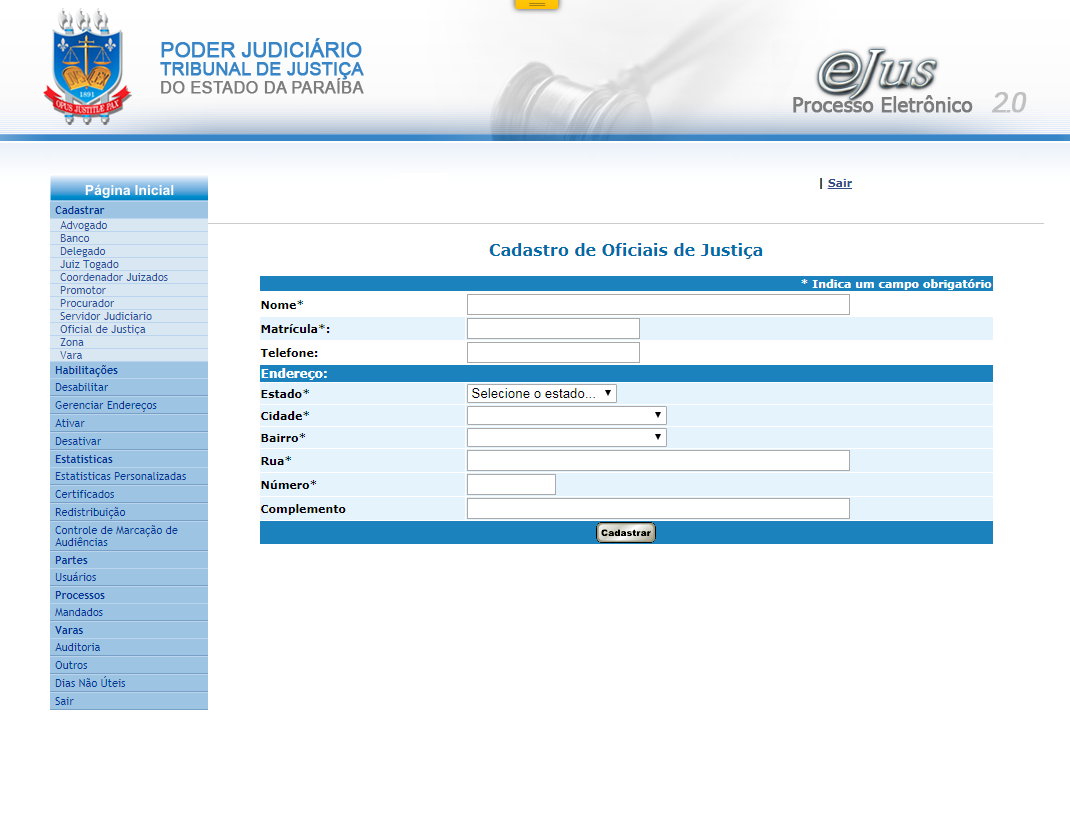 1891
OPUS JUSTITLE PAX
PODER JUDICIÁRIO
TRIBUNAL DE JUSTIÇA
DO ESTADO DA PARAÍBA
eJus
Processo Eletrônico 2.0
Página Inicial
| Sair
Cadastrar
Advogado
Banco
Delegado
Juiz Togado
Coordenador Juizados
Promotor
Procurador
Servidor Judiciario
Oficial de Justiça
Zona
Vara
Habilitações
Desabilitar
Gerenciar Endereços
Ativar
Desativar
Estatisticas
Estatisticas Personalizadas
Certificados
Redistribuição
Controle de Marcação de
Audiências
Partes
Usuários
Processos
Mandados
Varas
Auditoria
Outros
Dias Não Úteis
Sair
Cadastro de Oficiais de Justiça
* Indica um campo obrigatório
Nome*
Matrícula*:
Telefone:
Endereço:
Estado* Selecione o estado...
Cidade*
Bairro*
Rua*
Número*
Complemento
Cadastrar